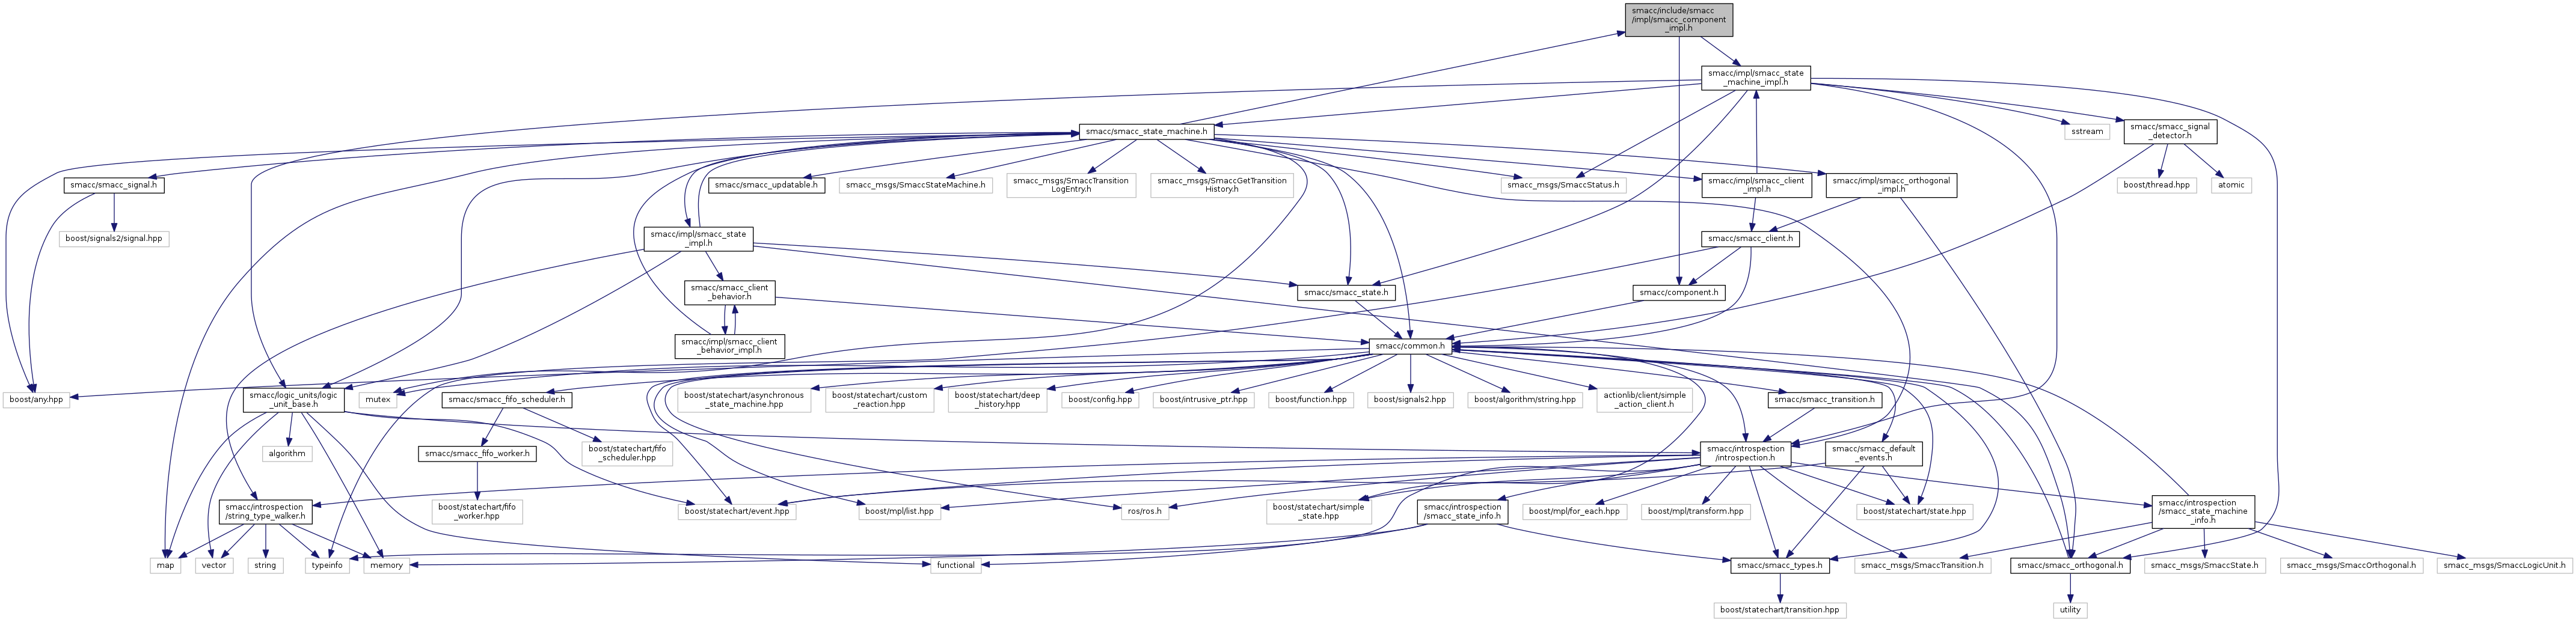 smacc/include/smacc
/impl/smacc_component
_impl.h
smacc/impl/smacc_state
_machine_impl.h
smacc/smacc_state_machine.h
sstream
smacc/smacc_signal
_detector.h
smacc/smacc_signal.h
smacc/smacc_updatable.h
smacc_msgs/SmaccStateMachine.h
smacc_msgs/SmaccTransition
LogEntry.h
smacc_msgs/SmaccGetTransition
History.h
smacc_msgs/SmaccStatus.h
smacc/impl/smacc_client
_impl.h
smacc/impl/smacc_orthogonal
_impl.h
boost/thread.hpp
atomic
boost/signals2/signal.hpp
smacc/impl/smacc_state
_impl.h
smacc/smacc_client.h
smacc/smacc_client
_behavior.h
smacc/smacc_state.h
smacc/component.h
smacc/impl/smacc_client
_behavior_impl.h
smacc/common.h
boost/any.hpp
smacc/logic_units/logic
_unit_base.h
mutex
smacc/smacc_fifo_scheduler.h
boost/statechart/asynchronous
_state_machine.hpp
boost/statechart/custom
_reaction.hpp
boost/statechart/deep
_history.hpp
boost/config.hpp
boost/intrusive_ptr.hpp
boost/function.hpp
boost/signals2.hpp
boost/algorithm/string.hpp
actionlib/client/simple
_action_client.h
smacc/smacc_transition.h
algorithm
smacc/smacc_fifo_worker.h
boost/statechart/fifo
_scheduler.hpp
smacc/introspection
/introspection.h
smacc/smacc_default
_events.h
smacc/introspection
/string_type_walker.h
boost/statechart/fifo
_worker.hpp
boost/statechart/event.hpp
boost/mpl/list.hpp
ros/ros.h
boost/statechart/simple
_state.hpp
smacc/introspection
/smacc_state_info.h
boost/mpl/for_each.hpp
boost/mpl/transform.hpp
boost/statechart/state.hpp
smacc/introspection
/smacc_state_machine
_info.h
map
vector
string
typeinfo
memory
functional
smacc/smacc_types.h
smacc_msgs/SmaccTransition.h
smacc/smacc_orthogonal.h
smacc_msgs/SmaccState.h
smacc_msgs/SmaccOrthogonal.h
smacc_msgs/SmaccLogicUnit.h
boost/statechart/transition.hpp
utility